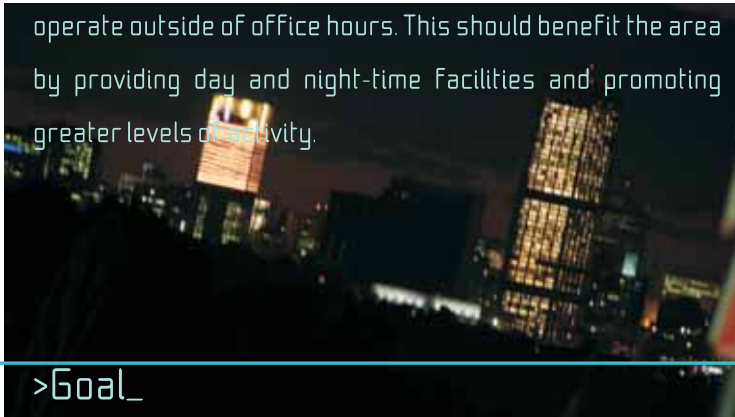 operate outside of office hours. This should benefit the area
by providing day and night-time facilities and promoting
greater levels of activity.
>Goal_